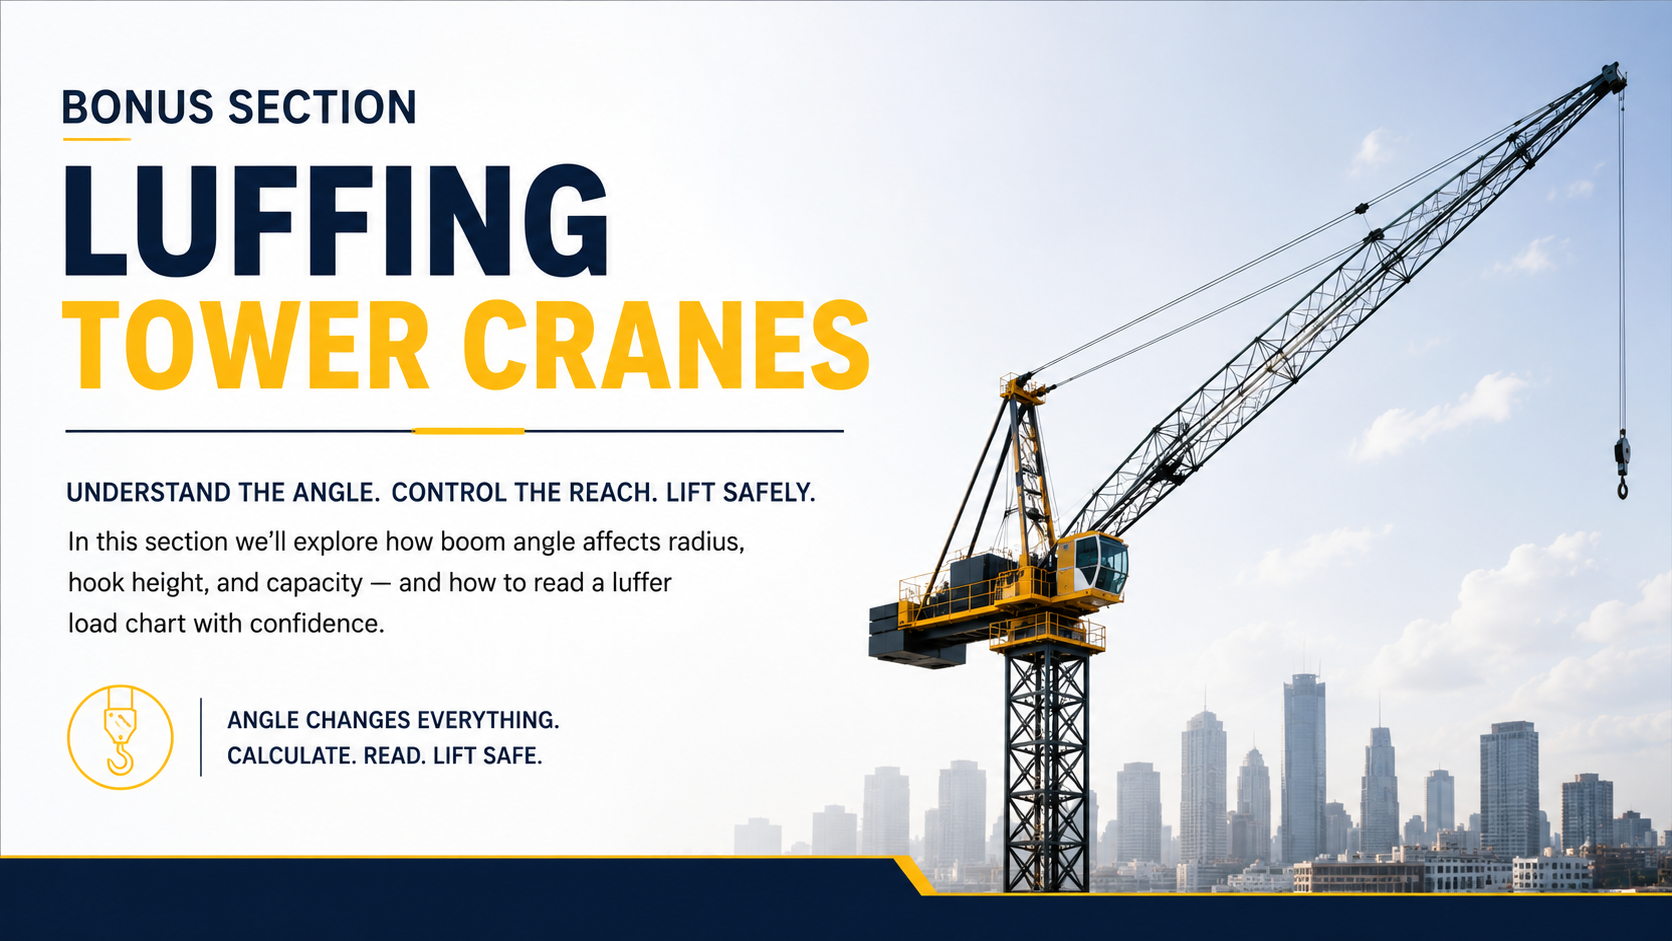 BONUS SECTION
LUFFING
TOWER CRANES
UNDERSTAND THE ANGLE. CONTROL THE REACH. LIFT SAFELY.
In this section we’ll explore how boom angle affects radius,
hook height, and capacity — and how to read a luffer
load chart with confidence.
ANGLE CHANGES EVERYTHING.
CALCULATE. READ. LIFT SAFE.